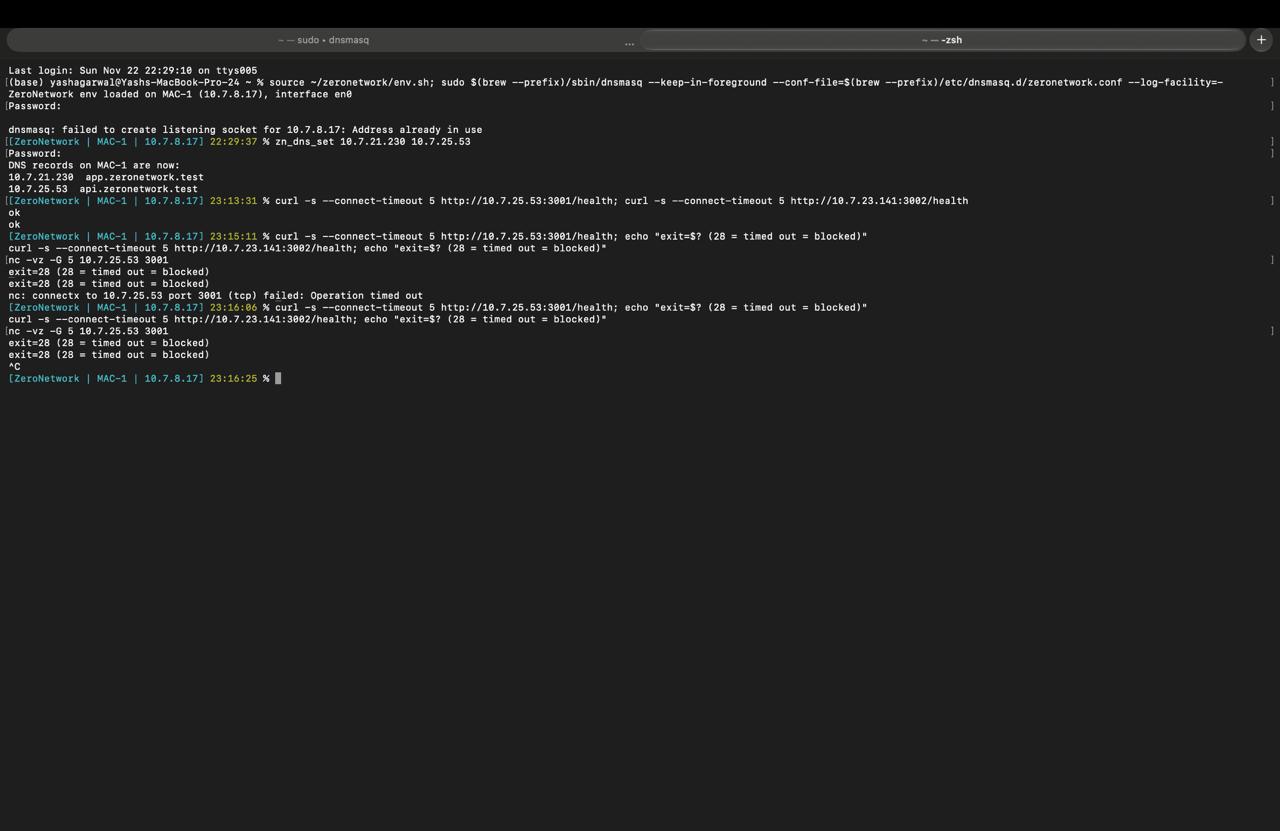 ~ — sudo • dnsmasq
...
~ — -zsh
+
Last login: Sun Nov 22 22:29:10 on ttys005
[(base) yashagarwal@Yashs-MacBook-Pro-24 ~ % source ~/zeronetwork/env.sh; sudo $(brew --prefix)/sbin/dnsmasq --keep-in-foreground --conf-file=$(brew --prefix)/etc/dnsmasq.d/zeronetwork.conf --log-facility=- ]
ZeroNetwork env loaded on MAC-1 (10.7.8.17), interface en0
[Password: ]
dnsmasq: failed to create listening socket for 10.7.8.17: Address already in use
[[ZeroNetwork | MAC-1 | 10.7.8.17] 22:29:37 % zn_dns_set 10.7.21.230 10.7.25.53 ]
[Password: ]
DNS records on MAC-1 are now:
10.7.21.230 app.zeronetwork.test
10.7.25.53 api.zeronetwork.test
[[ZeroNetwork | MAC-1 | 10.7.8.17] 23:13:31 % curl -s --connect-timeout 5 http://10.7.25.53:3001/health; curl -s --connect-timeout 5 http://10.7.23.141:3002/health ]
ok
ok
[ZeroNetwork | MAC-1 | 10.7.8.17] 23:15:11 % curl -s --connect-timeout 5 http://10.7.25.53:3001/health; echo "exit=$? (28 = timed out = blocked)"
curl -s --connect-timeout 5 http://10.7.23.141:3002/health; echo "exit=$? (28 = timed out = blocked)"
[nc -vz -G 5 10.7.25.53 3001 ]
exit=28 (28 = timed out = blocked)
exit=28 (28 = timed out = blocked)
nc: connectx to 10.7.25.53 port 3001 (tcp) failed: Operation timed out
[ZeroNetwork | MAC-1 | 10.7.8.17] 23:16:06 % curl -s --connect-timeout 5 http://10.7.25.53:3001/health; echo "exit=$? (28 = timed out = blocked)"
curl -s --connect-timeout 5 http://10.7.23.141:3002/health; echo "exit=$? (28 = timed out = blocked)"
[nc -vz -G 5 10.7.25.53 3001 ]
exit=28 (28 = timed out = blocked)
exit=28 (28 = timed out = blocked)
^C
[ZeroNetwork | MAC-1 | 10.7.8.17] 23:16:25 %